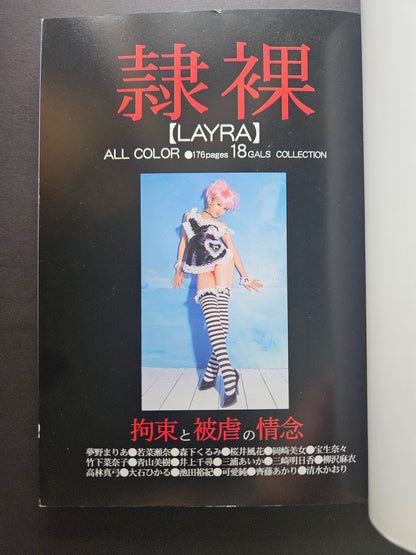 隷裸
【LAYRA】
ALL COLOR ●176pages 18GALS COLLECTION
拘束と被虐の情念
夢野まりあ●若菜瀬奈●森下くるみ●桜井風花●岡崎美女●宝生奈々
竹下菜奈子●青山美樹●井上千尋●三浦あいか●三崎明日香●柳沢麻衣
高林真弓●大石ひかる●池田裕紀●可愛純●齊藤あかり●清水かおり